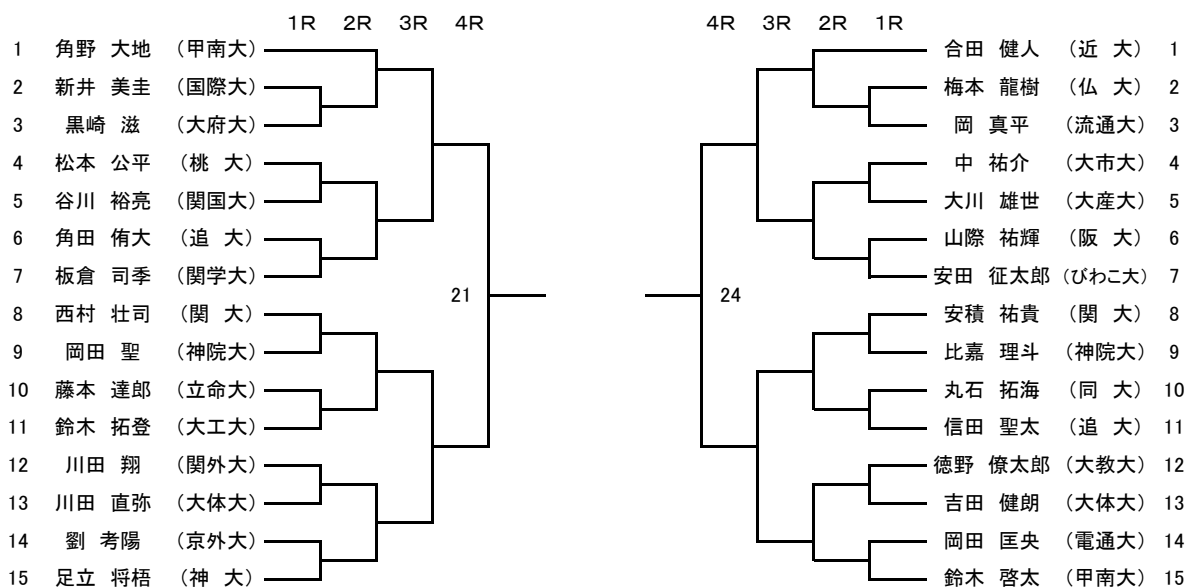 1R 2R 3R 4R
1 角野 大地 (甲南大)
2 新井 美圭 (国際大)
3 黒崎 滋 (大府大)
4 松本 公平 (桃 大)
5 谷川 裕亮 (関国大)
6 角田 侑大 (追 大)
7 板倉 司季 (関学大)
21
8 西村 壮司 (関 大)
9 岡田 聖 (神院大)
10 藤本 達郎 (立命大)
11 鈴木 拓登 (大工大)
12 川田 翔 (関外大)
13 川田 直弥 (大体大)
14 劉 考陽 (京外大)
15 足立 将梧 (神 大)
4R 3R 2R 1R
合田 健人 (近 大) 1
梅本 龍樹 (仏 大) 2
岡 真平 (流通大) 3
中 祐介 (大市大) 4
大川 雄世 (大産大) 5
山際 祐輝 (阪 大) 6
安田 征太郎 (びわこ大) 7
24
安積 祐貴 (関 大) 8
比嘉 理斗 (神院大) 9
丸石 拓海 (同 大) 10
信田 聖太 (追 大) 11
徳野 僚太郎 (大教大) 12
吉田 健朗 (大体大) 13
岡田 匡央 (電通大) 14
鈴木 啓太 (甲南大) 15